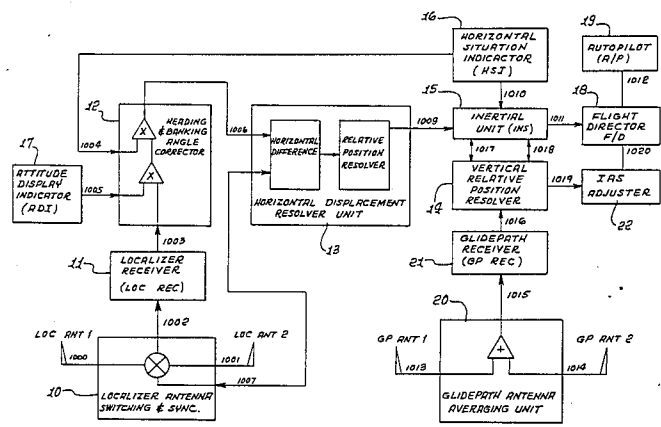 16
HORIZONTAL
SITUATION
INDICACTOR
(HSI)
19
AUTOPILOT
(A/P)
1010
1012
12
HEADING
& BANKING
ANGLE
CORRECTOR
X
X
1004
1005
17
ATTITUDE
DISPLAY
INDICATOR
(ADI)
1006
HORIZONTAL
DIFFERENCE
RELATIVE
POSITION
RESOLVER
HORIZONTAL DISPLACEMENT
RESOLVER UNIT
13
1009
15
INERTIAL
UNIT (INS)
1011
18
FLIGHT
DIRECTOR
F/D
1017
1018
1020
VERTICAL
RELATIVE
POSITION
RESOLVER
14
1019
IAS
ADJUSTER
22
1003
1016
11
LOCALIZER
RECEIVER
(LOC REC)
21
GLIDEPATH
RECEIVER
(GP REC)
1002
1015
LOC ANT 1
LOC ANT 2
1000
1001
1007
10
LOCALIZER ANTENNA
SWITCHING & SYNC.
20
GP ANT 1
GP ANT 2
+
1013
1014
GLIDEPATH ANTENNA
AVERAGING UNIT